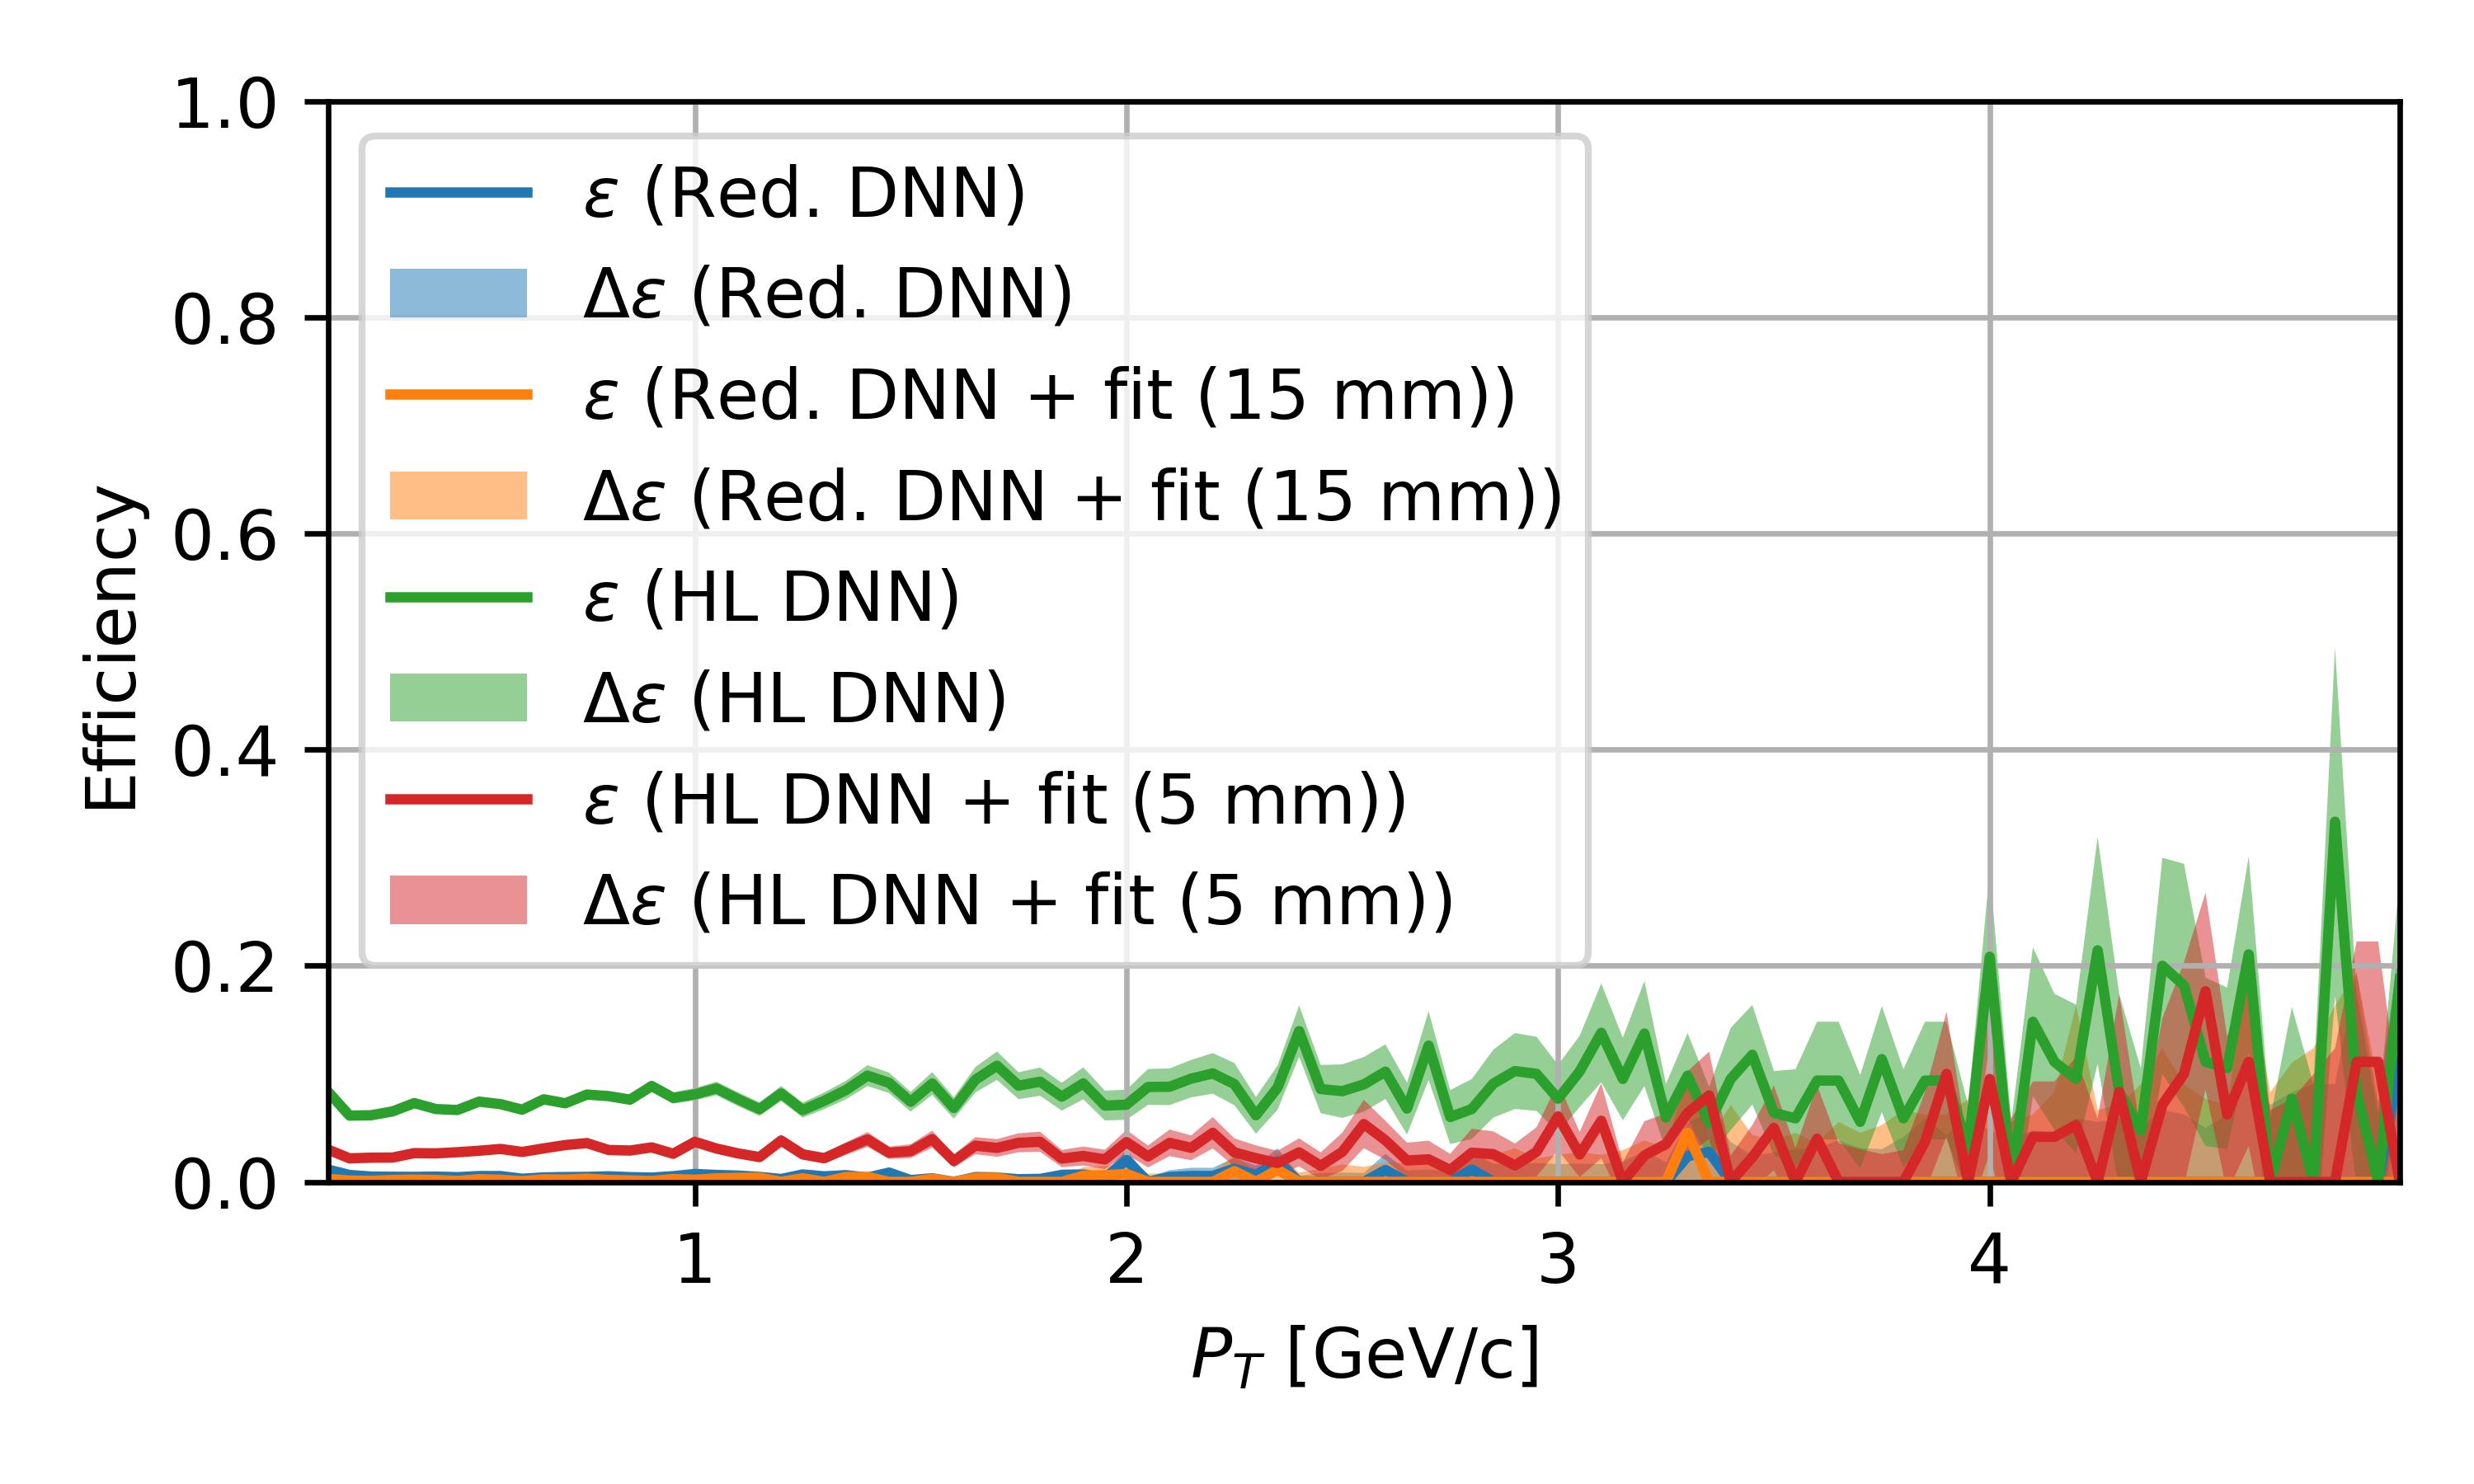 1.0
0.8
0.6
0.4
0.2
0.0
Efficiency
ε (Red. DNN)
Δε (Red. DNN)
ε (Red. DNN + fit (15 mm))
Δε (Red. DNN + fit (15 mm))
ε (HL DNN)
Δε (HL DNN)
ε (HL DNN + fit (5 mm))
Δε (HL DNN + fit (5 mm))
1 2 3 4
P_T [GeV/c]